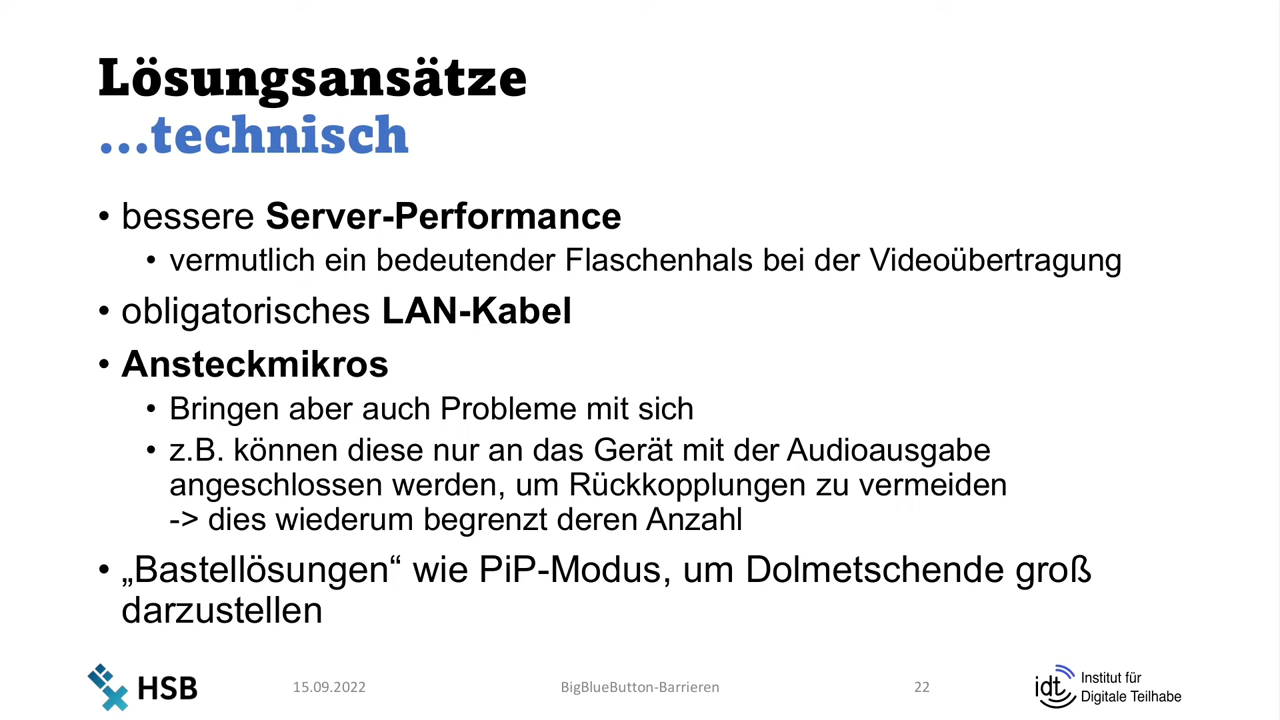 Lösungsansätze
...technisch
• bessere Server-Performance
• vermutlich ein bedeutender Flaschenhals bei der Videoübertragung
• obligatorisches LAN-Kabel
• Ansteckmikros
• Bringen aber auch Probleme mit sich
• z.B. können diese nur an das Gerät mit der Audioausgabe
angeschlossen werden, um Rückkopplungen zu vermeiden
-> dies wiederum begrenzt deren Anzahl
• „Bastellösungen“ wie PiP-Modus, um Dolmetschende groß
darzustellen
HSB
15.09.2022
BigBlueButton-Barrieren
22
idt
Institut für
Digitale Teilhabe